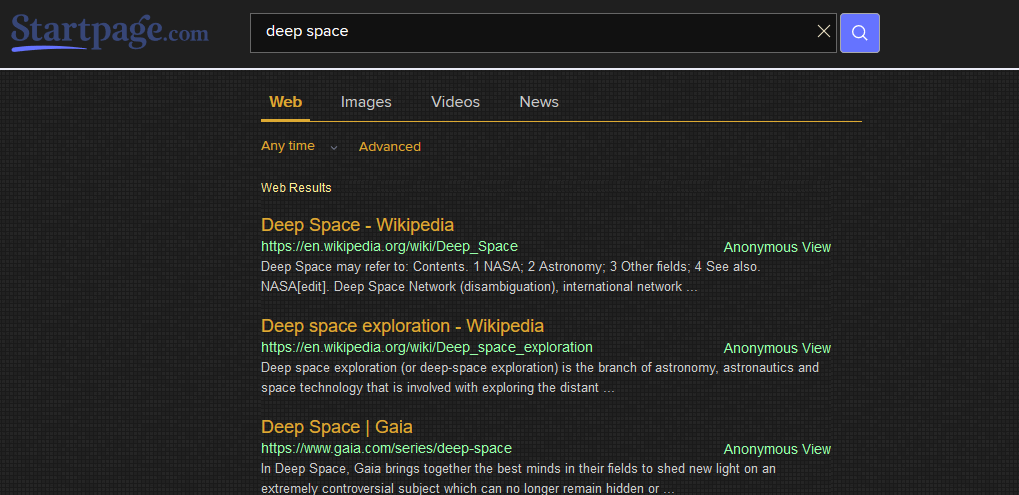 Startpage.com
deep space
Web Images Videos News
Any time Advanced
Web Results
Deep Space - Wikipedia
https://en.wikipedia.org/wiki/Deep_Space Anonymous View
Deep Space may refer to: Contents. 1 NASA; 2 Astronomy; 3 Other fields; 4 See also.
NASA[edit]. Deep Space Network (disambiguation), international network ...
Deep space exploration - Wikipedia
https://en.wikipedia.org/wiki/Deep_space_exploration Anonymous View
Deep space exploration (or deep-space exploration) is the branch of astronomy, astronautics and
space technology that is involved with exploring the distant ...
Deep Space | Gaia
https://www.gaia.com/series/deep-space Anonymous View
In Deep Space, Gaia brings together the best minds in their fields to shed new light on an
extremely controversial subject which can no longer remain hidden or ...